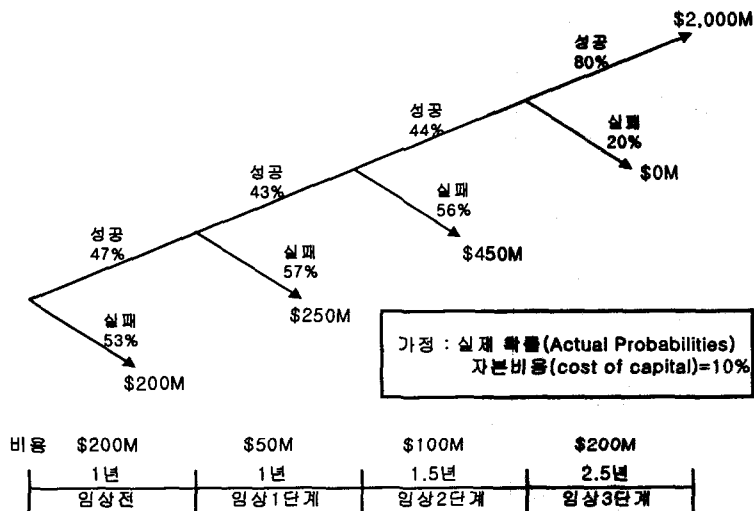 $2,000M
성공
80%
성공
44%
실패
20%
$0M
성공
43%
실패
56%
$450M
성공
47%
실패
57%
$250M
실패
53%
$200M
가정 : 실제 확률(Actual Probabilities)
자본비용(cost of capital)=10%
비용 $200M $50M $100M $200M
1년 1년 1.5년 2.5년
임상전 임상1단계 임상2단계 임상3단계